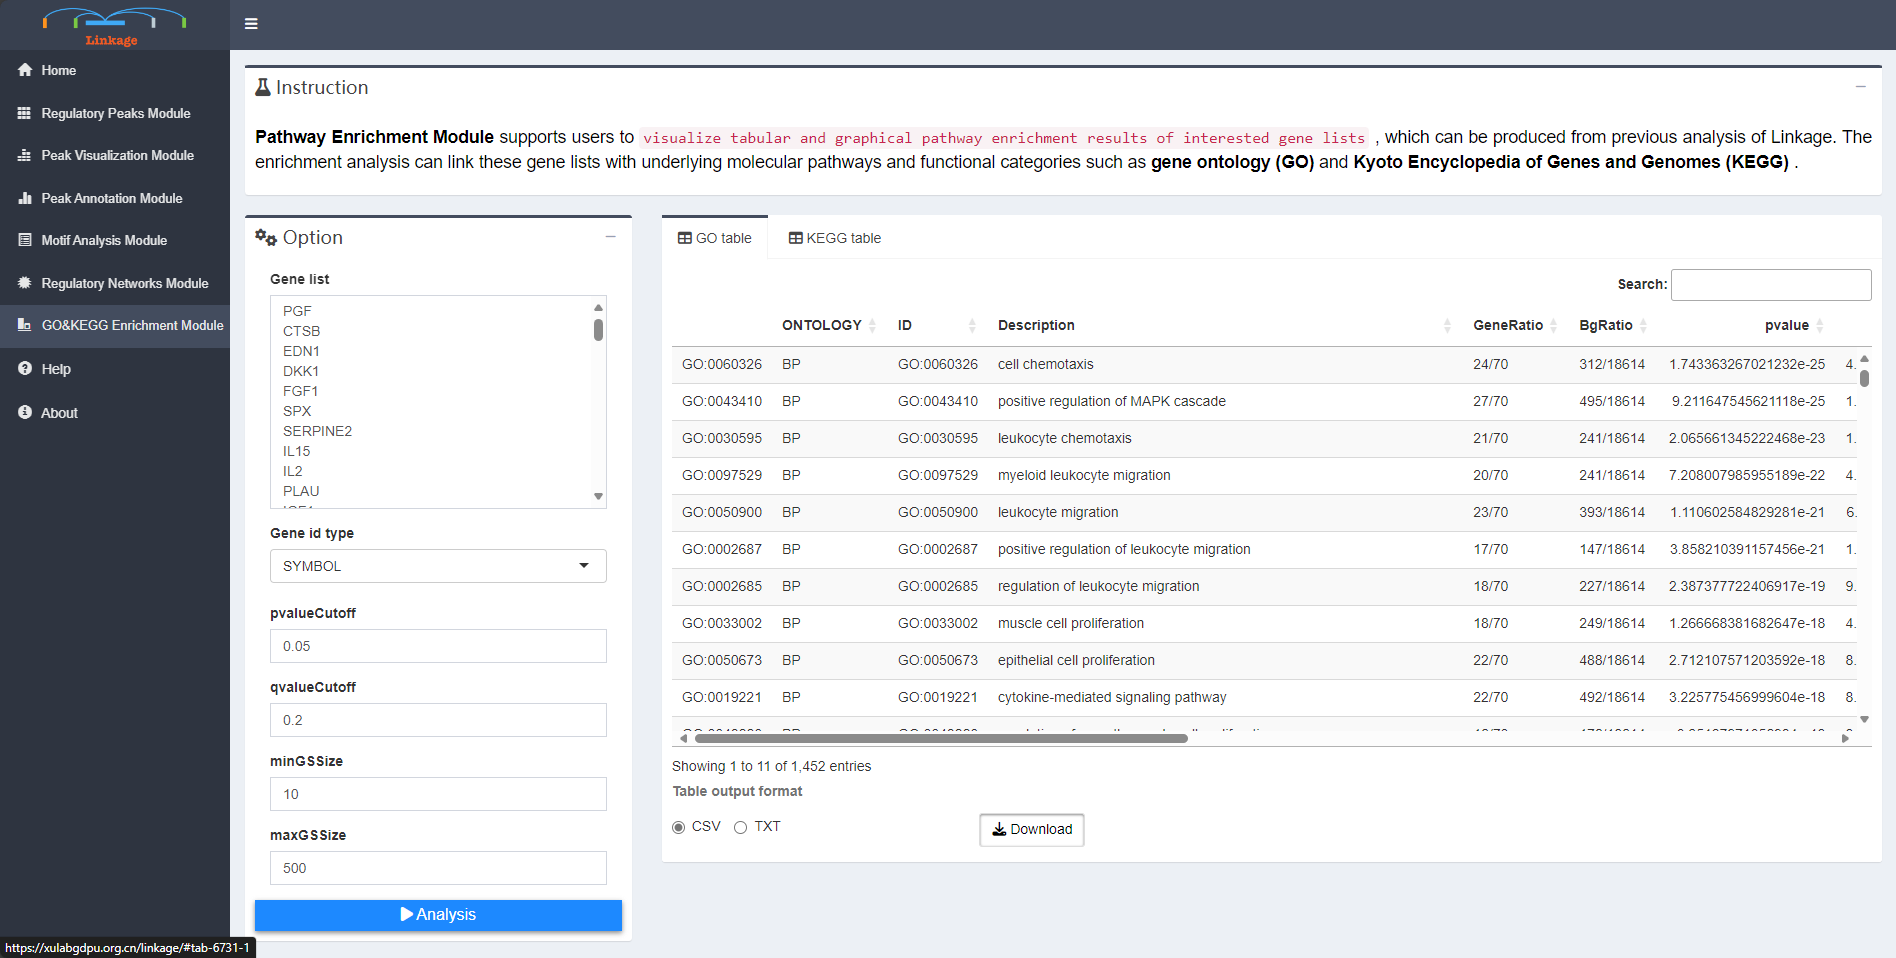 Linkage
Home
Regulatory Peaks Module
Peak Visualization Module
Peak Annotation Module
Motif Analysis Module
Regulatory Networks Module
GO&KEGG Enrichment Module
Help
About
Instruction
Pathway Enrichment Module supports users to visualize tabular and graphical pathway enrichment results of interested gene lists , which can be produced from previous analysis of Linkage. The
enrichment analysis can link these gene lists with underlying molecular pathways and functional categories such as gene ontology (GO) and Kyoto Encyclopedia of Genes and Genomes (KEGG) .
Option
Gene list
PGF
CTSB
EDN1
DKK1
FGF1
SPX
SERPINE2
IL15
IL2
PLAU
Gene id type
SYMBOL
pvalueCutoff
0.05
qvalueCutoff
0.2
minGSSize
10
maxGSSize
500
Analysis
GO table KEGG table
Search:
ONTOLOGY ID Description GeneRatio BgRatio pvalue
GO:0060326 BP GO:0060326 cell chemotaxis 24/70 312/18614 1.743363267021232e-25 4.
GO:0043410 BP GO:0043410 positive regulation of MAPK cascade 27/70 495/18614 9.211647545621118e-25 1.
GO:0030595 BP GO:0030595 leukocyte chemotaxis 21/70 241/18614 2.065661345222468e-23 1.
GO:0097529 BP GO:0097529 myeloid leukocyte migration 20/70 241/18614 7.208007985955189e-22 4.
GO:0050900 BP GO:0050900 leukocyte migration 23/70 393/18614 1.110602584829281e-21 6.
GO:0002687 BP GO:0002687 positive regulation of leukocyte migration 17/70 147/18614 3.858210391157456e-21 1.
GO:0002685 BP GO:0002685 regulation of leukocyte migration 18/70 227/18614 2.387377722406917e-19 9.
GO:0033002 BP GO:0033002 muscle cell proliferation 18/70 249/18614 1.266668381682647e-18 4.
GO:0050673 BP GO:0050673 epithelial cell proliferation 22/70 488/18614 2.712107571203592e-18 8.
GO:0019221 BP GO:0019221 cytokine-mediated signaling pathway 22/70 492/18614 3.225775456999604e-18 8.
Showing 1 to 11 of 1,452 entries
Table output format
CSV TXT
Download
https://xulabgdpu.org.cn/linkage/#tab-6731-1